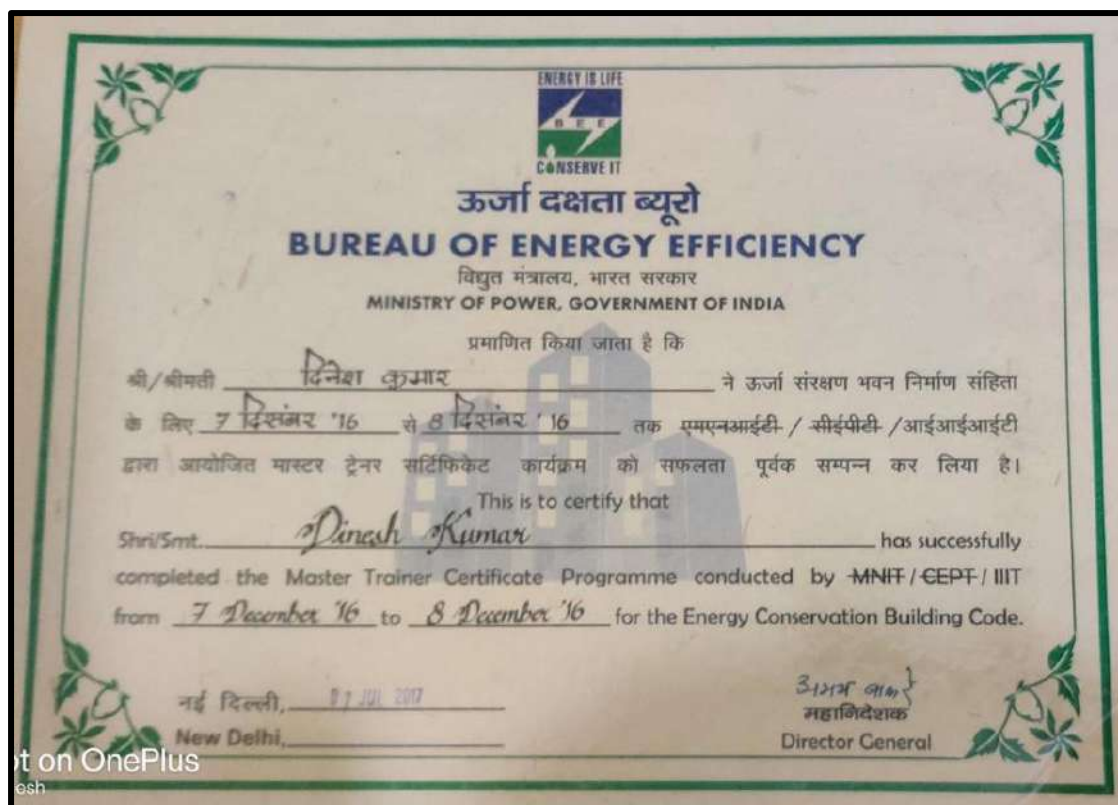 ENERGY IS LIFE
BEE
CONSERVE IT
ऊर्जा दक्षता ब्यूरो
BUREAU OF ENERGY EFFICIENCY
विद्युत मंत्रालय, भारत सरकार
MINISTRY OF POWER, GOVERNMENT OF INDIA
प्रमाणित किया जाता है कि
श्री/श्रीमती दिनेश कुमार ने ऊर्जा संरक्षण भवन निर्माण संहिता
के लिए 7 दिसंबर '16 से 8 दिसंबर '16 तक एमएनआईटी / सीईपीटी /आईआईआईटी
द्वारा आयोजित मास्टर ट्रेनर सर्टिफिकेट कार्यक्रम को सफलता पूर्वक सम्पन्न कर लिया है।
This is to certify that
Shri/Smt. Dinesh Kumar has successfully
completed the Master Trainer Certificate Programme conducted by MNIT / CEPT / IIIT
from 7 December '16 to 8 December '16 for the Energy Conservation Building Code.
नई दिल्ली, 07 JUL 2017
New Delhi,
अभय बाकरे
महानिदेशक
Director General
ot on OnePlus
esh